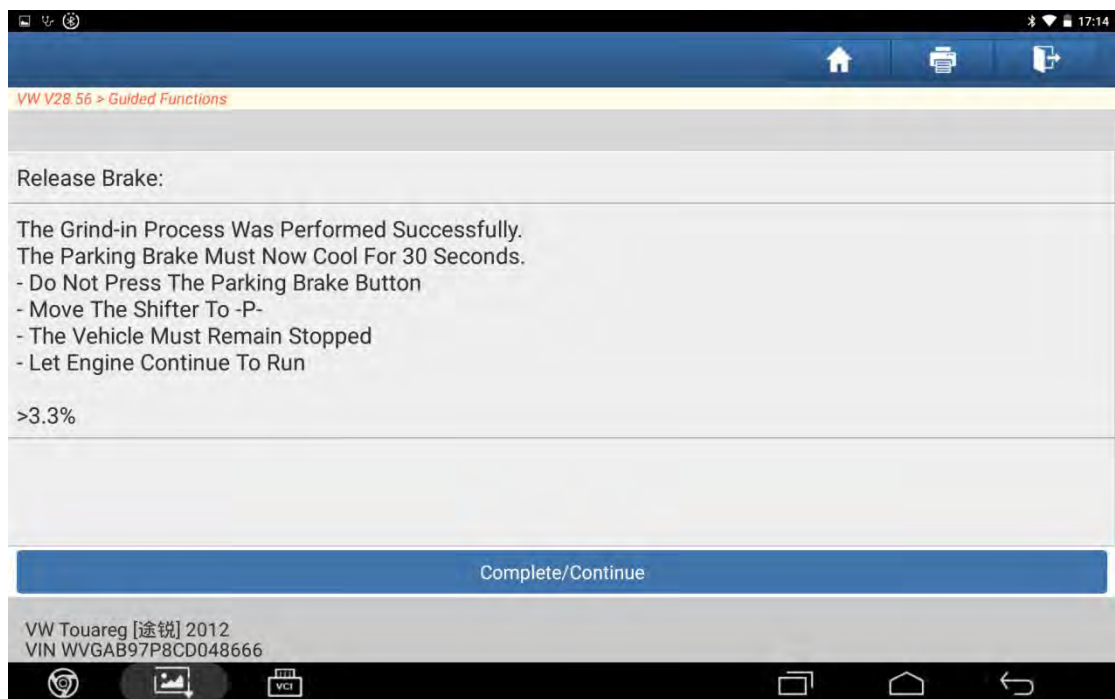 17:14
VW V28.56 > Guided Functions
Release Brake:
The Grind-in Process Was Performed Successfully.
The Parking Brake Must Now Cool For 30 Seconds.
- Do Not Press The Parking Brake Button
- Move The Shifter To -P-
- The Vehicle Must Remain Stopped
- Let Engine Continue To Run
>3.3%
Complete/Continue
VW Touareg [途锐] 2012
VIN WVGAB97P8CD048666
VCI